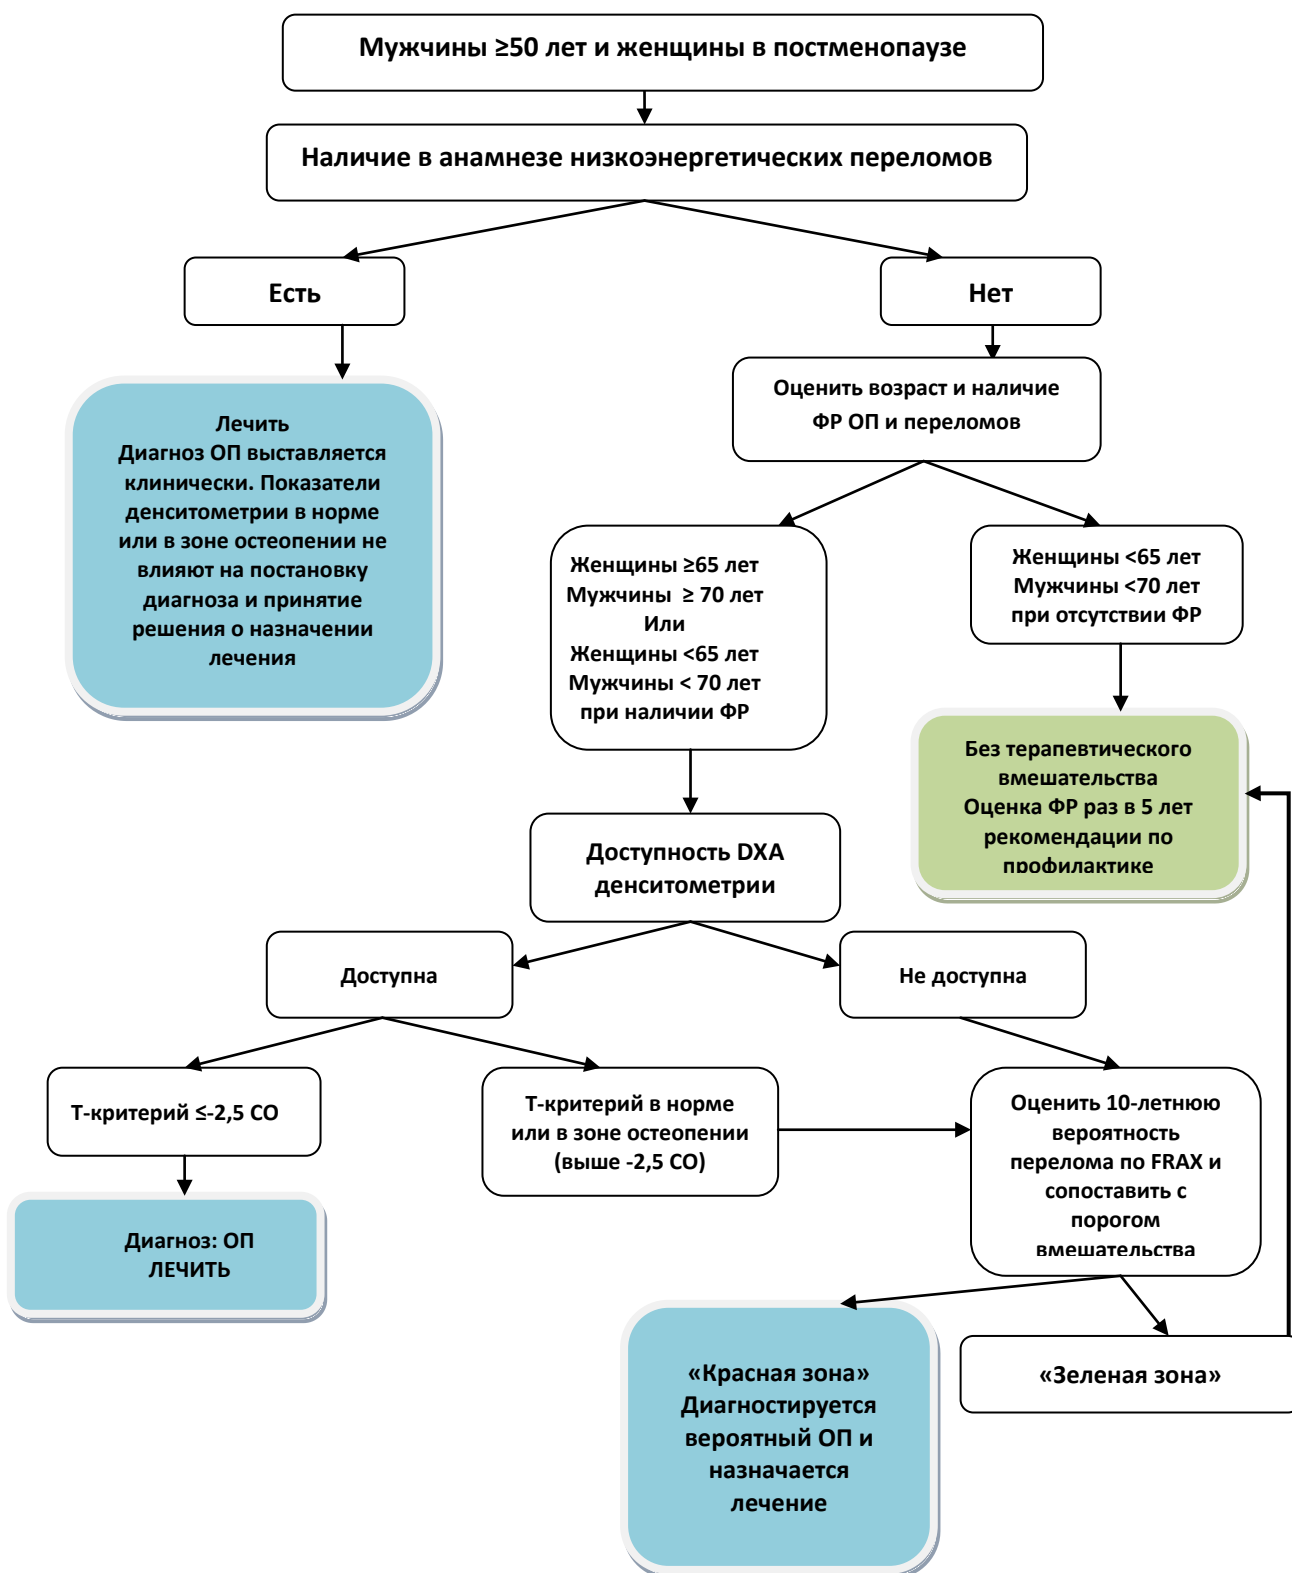 Мужчины ≥50 лет и женщины в постменопаузе
Наличие в анамнезе низкоэнергетических переломов
Есть
Нет
Лечить
Диагноз ОП выставляется
клинически. Показатели
денситометрии в норме
или в зоне остеопении не
влияют на постановку
диагноза и принятие
решения о назначении
лечения
Оценить возраст и наличие
ФР ОП и переломов
Женщины ≥65 лет
Мужчины ≥ 70 лет
Или
Женщины <65 лет
Мужчины < 70 лет
при наличии ФР
Женщины <65 лет
Мужчины <70 лет
при отсутствии ФР
Без терапевтического
вмешательства
Оценка ФР раз в 5 лет
рекомендации по
профилактике
Доступность DXA
денситометрии
Доступна
Не доступна
Т-критерий ≤-2,5 СО
Т-критерий в норме
или в зоне остеопении
(выше -2,5 СО)
Оценить 10-летнюю
вероятность
перелома по FRAX и
сопоставить с
порогом
вмешательства
Диагноз: ОП
ЛЕЧИТЬ
«Красная зона»
Диагностируется
вероятный ОП и
назначается
лечение
«Зеленая зона»